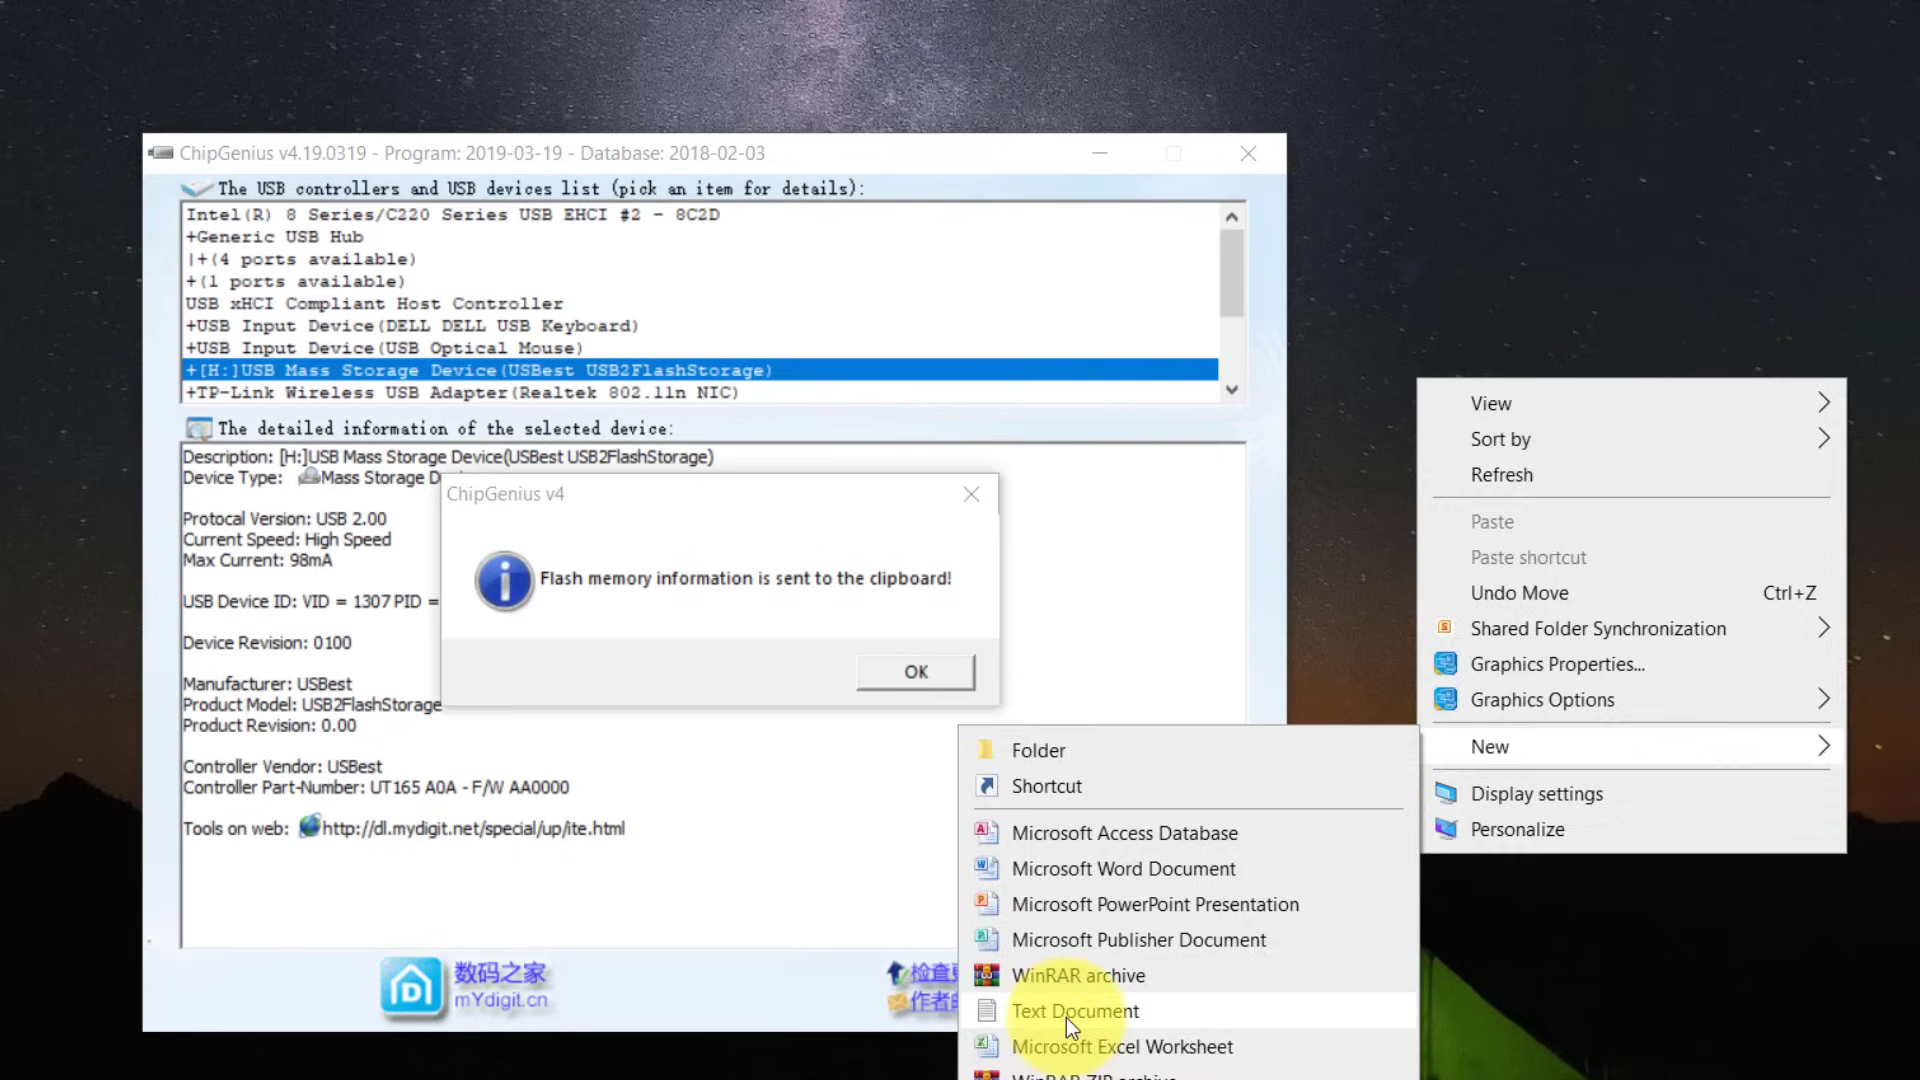 ChipGenius v4.19.0319 - Program: 2019-03-19 - Database: 2018-02-03
The USB controllers and USB devices list (pick an item for details):
Intel(R) 8 Series/C220 Series USB EHCI #2 - 8C2D
+Generic USB Hub
|+(4 ports available)
+(1 ports available)
USB xHCI Compliant Host Controller
+USB Input Device(DELL DELL USB Keyboard)
+USB Input Device(USB Optical Mouse)
+[H:]USB Mass Storage Device(USBest USB2FlashStorage)
+TP-Link Wireless USB Adapter(Realtek 802.11n NIC)
The detailed information of the selected device:
Description: [H:]USB Mass Storage Device(USBest USB2FlashStorage)
Device Type: Mass Storage D
Protocal Version: USB 2.00
Current Speed: High Speed
Max Current: 98mA
USB Device ID: VID = 1307 PID =
Device Revision: 0100
Manufacturer: USBest
Product Model: USB2FlashStorage
Product Revision: 0.00
Controller Vendor: USBest
Controller Part-Number: UT165 A0A - F/W AA0000
Tools on web: http://dl.mydigit.net/special/up/ite.html
数码之家
mYdigit.cn
检查
作者
ChipGenius v4
Flash memory information is sent to the clipboard!
OK
View
Sort by
Refresh
Paste
Paste shortcut
Undo Move Ctrl+Z
Shared Folder Synchronization
Graphics Properties...
Graphics Options
New
Display settings
Personalize
Folder
Shortcut
Microsoft Access Database
Microsoft Word Document
Microsoft PowerPoint Presentation
Microsoft Publisher Document
WinRAR archive
Text Document
Microsoft Excel Worksheet
WinRAR ZIP archive